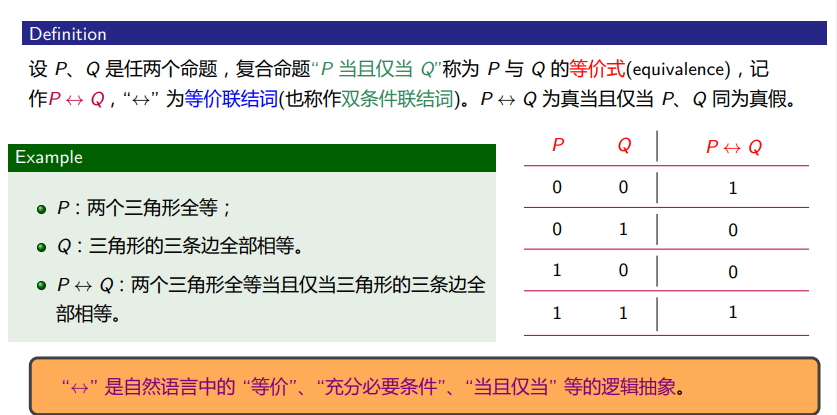 Definition
设 P、Q 是任两个命题，复合命题“P 当且仅当 Q”称为 P 与 Q 的等价式(equivalence)，记
作P ↔ Q，“↔” 为等价联结词(也称作双条件联结词)。P ↔ Q 为真当且仅当 P、Q 同为真假。
Example
P：两个三角形全等；
Q：三角形的三条边全部相等。
P ↔ Q：两个三角形全等当且仅当三角形的三条边全
部相等。
P Q P ↔ Q
0 0 1
0 1 0
1 0 0
1 1 1
“↔” 是自然语言中的 “等价”、“充分必要条件”、“当且仅当” 等的逻辑抽象。